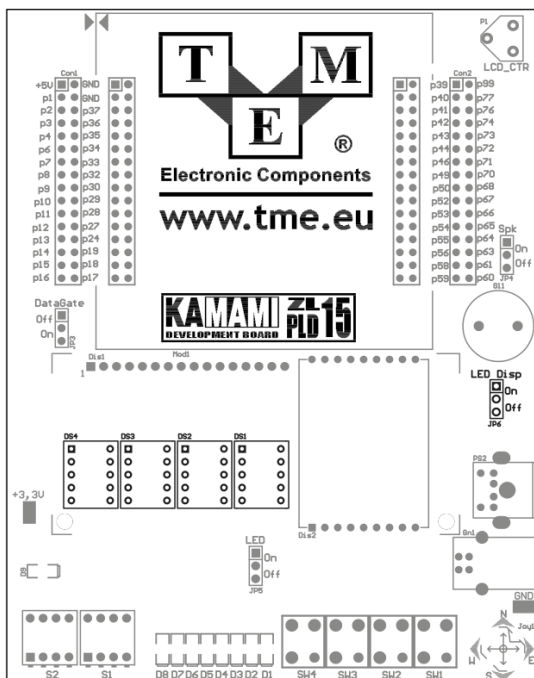 P1
LCD_CTR
T M E ®
Electronic Components
www.tme.eu
Con1
+5V GND
p1 GND
p2 p37
p3 p36
p4 p35
p6 p34
p7 p33
p8 p32
p9 p30
p10 p29
p11 p28
p12 p27
p13 p24
p14 p19
p15 p18
p16 p17
Con2
p39 p99
p40 p77
p41 p76
p42 p74
p43 p73
p44 p72
p46 p71
p49 p70
p50 p68
p52 p67
p53 p66
p54 p65
p55 p64
p56 p63
p58 p61
p59 p60
Spk
On
Off
JP4
Gl1
DataGate
Off
On
JP3
KAMAMI ZL
DEVELOPMENT BOARD PLD 15
Dis1
1
Mod1
LED Disp
On
Off
JP6
DS4 DS3 DS2 DS1
PS2
+3,3V
Dis2
LED
On
Off
JP5
Gn1
D9
GND
N
Joy1
W E
S
S2 S1
D8 D7 D6 D5 D4 D3 D2 D1
SW4 SW3 SW2 SW1